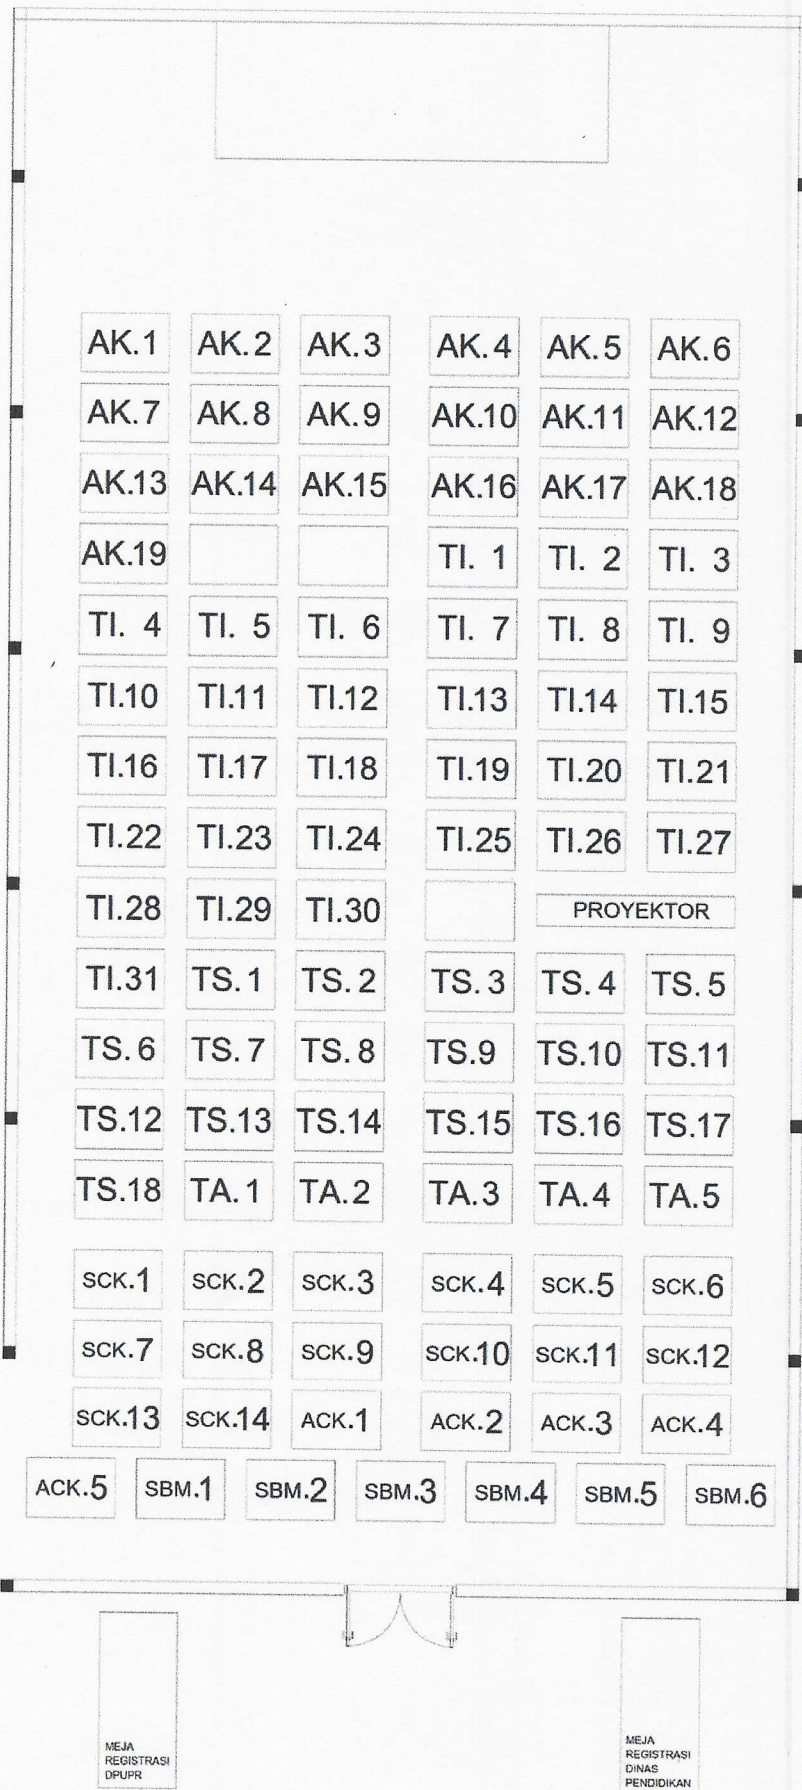 AK.1 AK.2 AK.3 AK.4 AK.5 AK.6
AK.7 AK.8 AK.9 AK.10 AK.11 AK.12
AK.13 AK.14 AK.15 AK.16 AK.17 AK.18
AK.19 TI. 1 TI. 2 TI. 3
TI. 4 TI. 5 TI. 6 TI. 7 TI. 8 TI. 9
TI.10 TI.11 TI.12 TI.13 TI.14 TI.15
TI.16 TI.17 TI.18 TI.19 TI.20 TI.21
TI.22 TI.23 TI.24 TI.25 TI.26 TI.27
TI.28 TI.29 TI.30 PROYEKTOR
TI.31 TS.1 TS.2 TS.3 TS.4 TS.5
TS.6 TS.7 TS.8 TS.9 TS.10 TS.11
TS.12 TS.13 TS.14 TS.15 TS.16 TS.17
TS.18 TA.1 TA.2 TA.3 TA.4 TA.5
SCK.1 SCK.2 SCK.3 SCK.4 SCK.5 SCK.6
SCK.7 SCK.8 SCK.9 SCK.10 SCK.11 SCK.12
SCK.13 SCK.14 ACK.1 ACK.2 ACK.3 ACK.4
ACK.5 SBM.1 SBM.2 SBM.3 SBM.4 SBM.5 SBM.6
MEJA
REGISTRASI
DPUPR
MEJA
REGISTRASI
DINAS
PENDIDIKAN